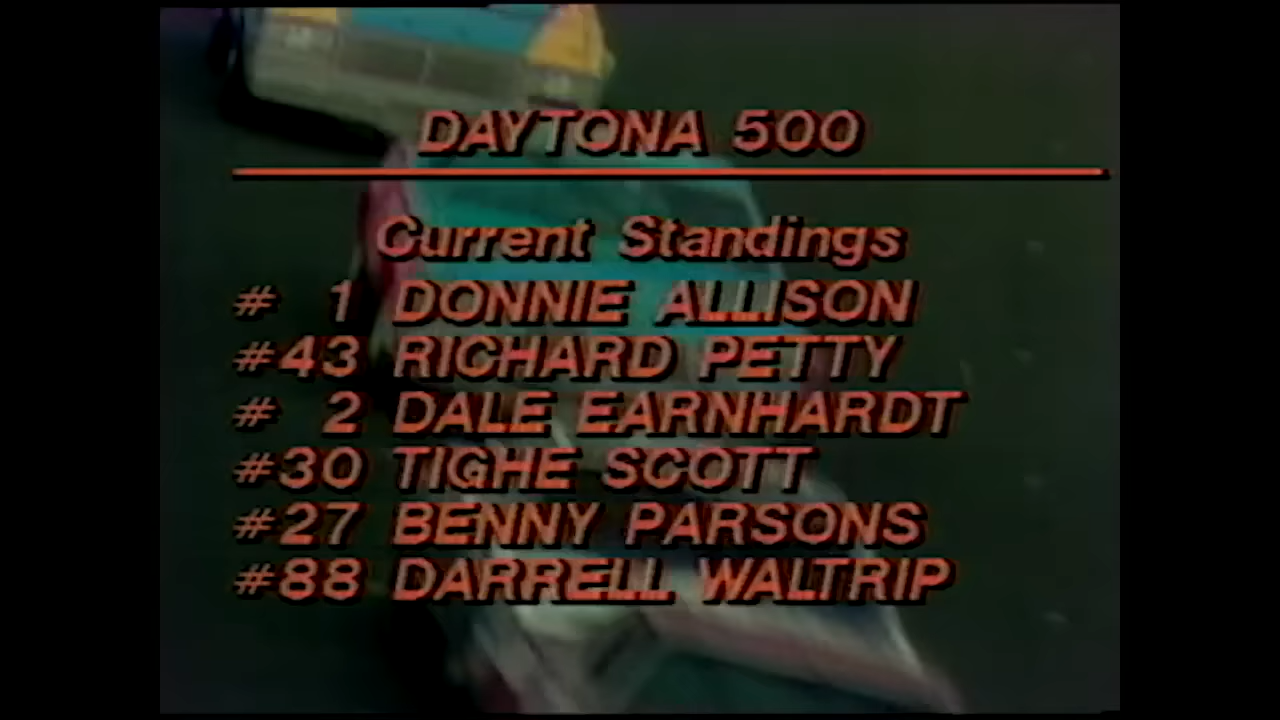 DAYTONA 500
Current Standings
# 1 DONNIE ALLISON
#43 RICHARD PETTY
# 2 DALE EARNHARDT
#30 TIGHE SCOTT
#27 BENNY PARSONS
#88 DARRELL WALTRIP